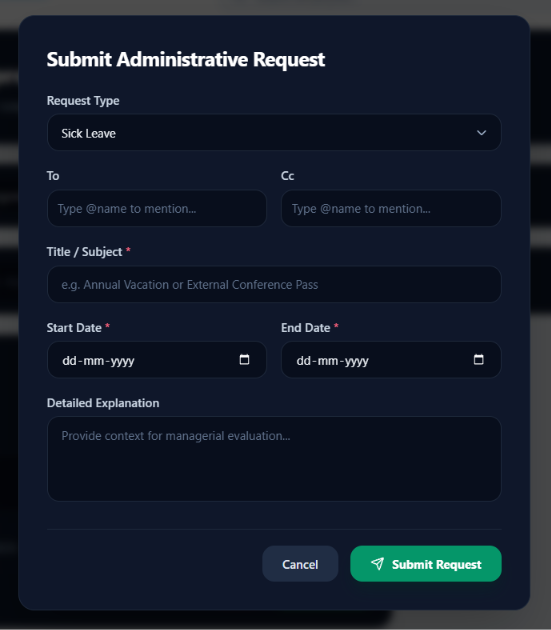 Submit Administrative Request
Request Type
Sick Leave
To Cc
Type @name to mention... Type @name to mention...
Title / Subject *
e.g. Annual Vacation or External Conference Pass
Start Date * End Date *
dd-mm-yyyy dd-mm-yyyy
Detailed Explanation
Provide context for managerial evaluation...
Cancel Submit Request